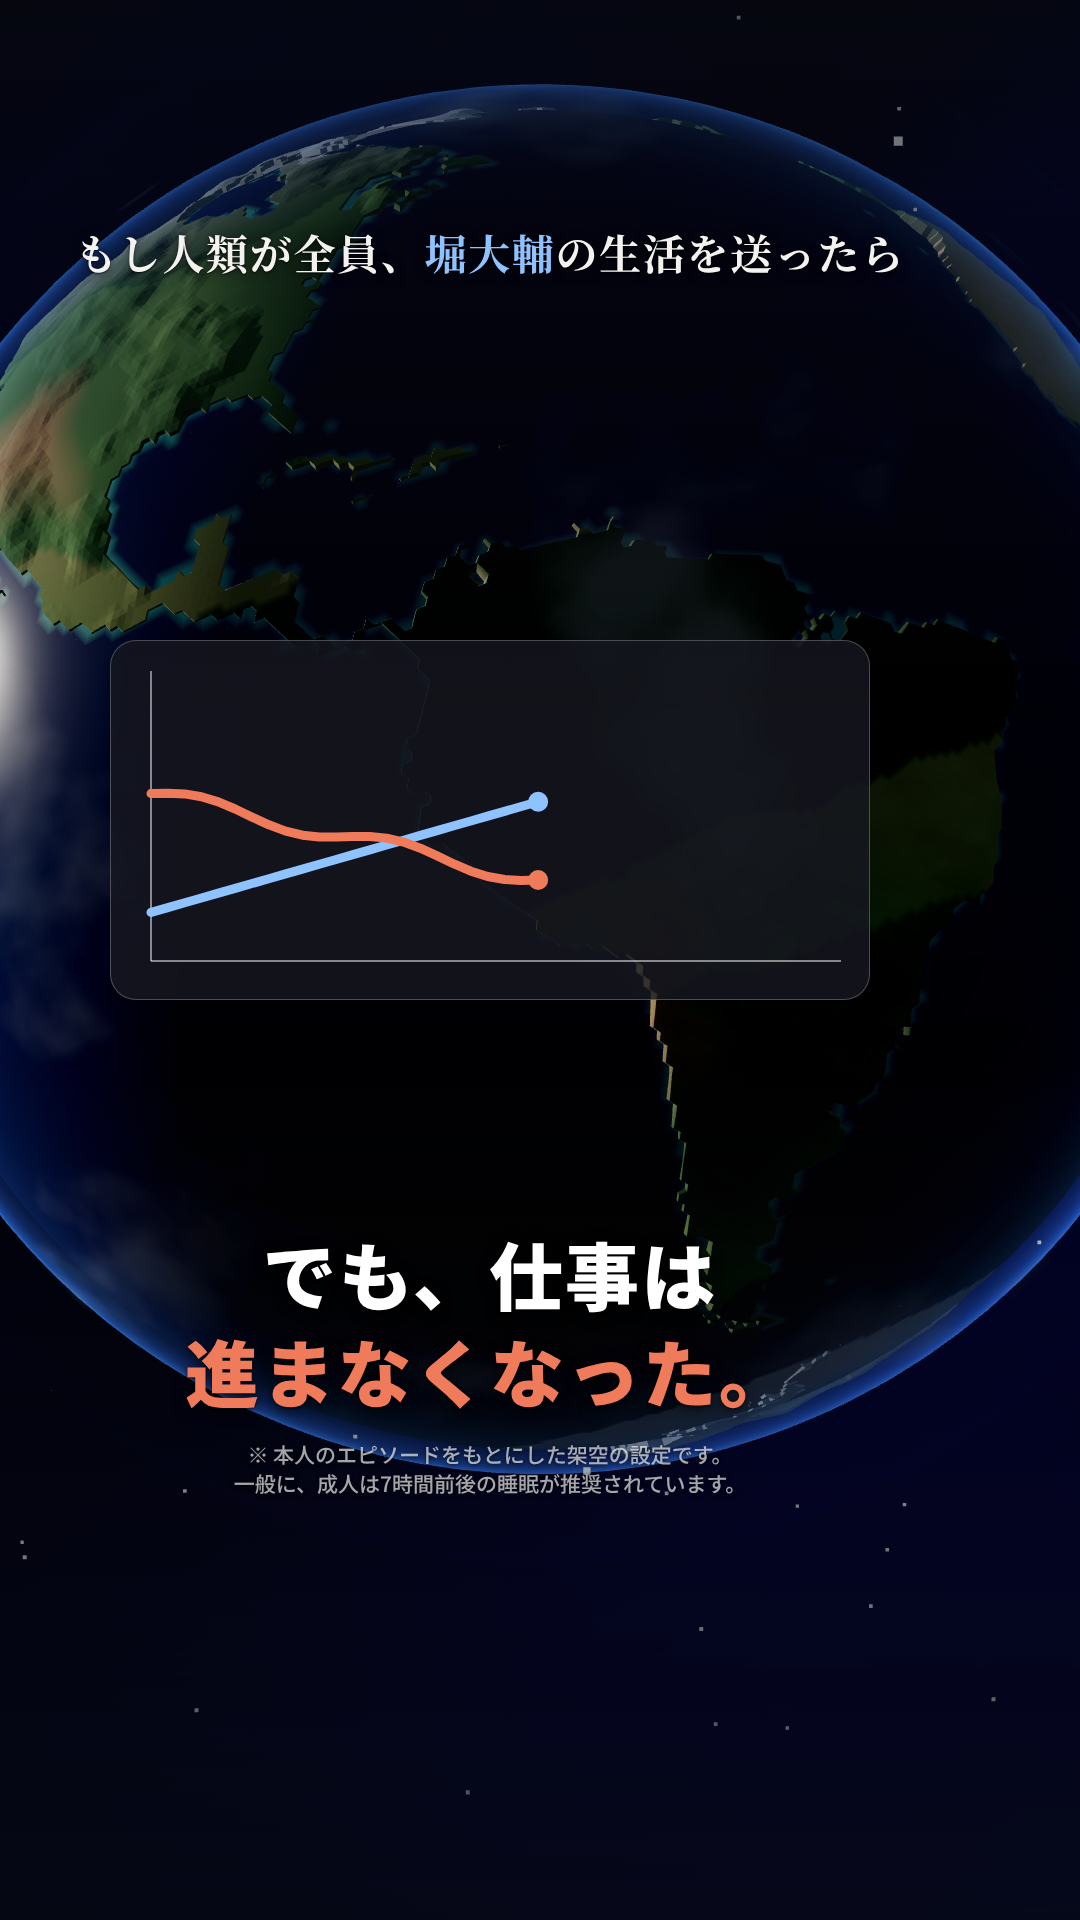 もし人類が全員、堀大輔の生活を送ったら
でも、仕事は
進まなくなった。
※ 本人のエピソードをもとにした架空の設定です。
一般に、成人は7時間前後の睡眠が推奨されています。